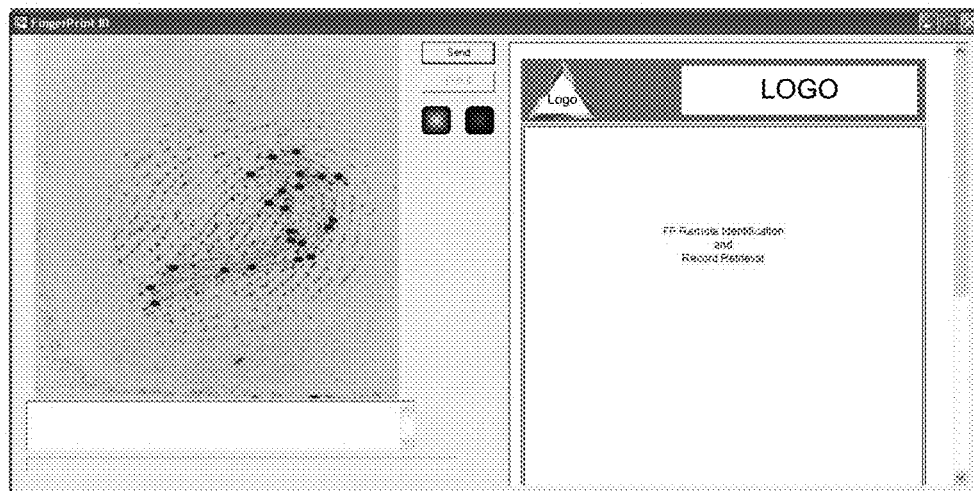 FingerPrint ID
Send
Logo
LOGO
FP Remote Identification
and
Record Retrieval